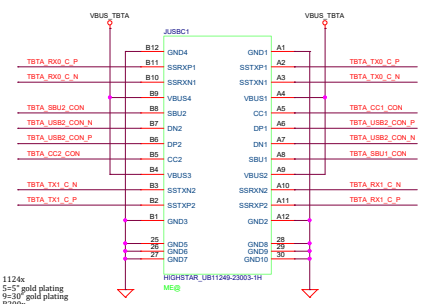 VBUS_TBTA VBUS_TBTA
JUSBC1
B12 GND4 GND1 A1
TBTA_RX0_C_P B11 SSRXP1 SSTXP1 A2 TBTA_TX0_C_P
TBTA_RX0_C_N B10 SSRXN1 SSTXN1 A3 TBTA_TX0_C_N
B9 VBUS4 VBUS1 A4
TBTA_SBU2_CON B8 SBU2 CC1 A5 TBTA_CC1_CON
TBTA_USB2_CON_N B7 DN2 DP1 A6 TBTA_USB2_CON_P
TBTA_USB2_CON_P B6 DP2 DN1 A7 TBTA_USB2_CON_N
TBTA_CC2_CON B5 CC2 SBU1 A8 TBTA_SBU1_CON
B4 VBUS3 VBUS2 A9
TBTA_TX1_C_N B3 SSTXN2 SSRXN2 A10 TBTA_RX1_C_N
TBTA_TX1_C_P B2 SSTXP2 SSRXP2 A11 TBTA_RX1_C_P
B1 GND3 GND2 A12
25 GND5 GND8 28
26 GND6 GND9 29
27 GND7 GND10 30
HIGHSTAR_UB11249-23003-1H
ME@
1124x
5=5" gold plating
9=30" gold plating